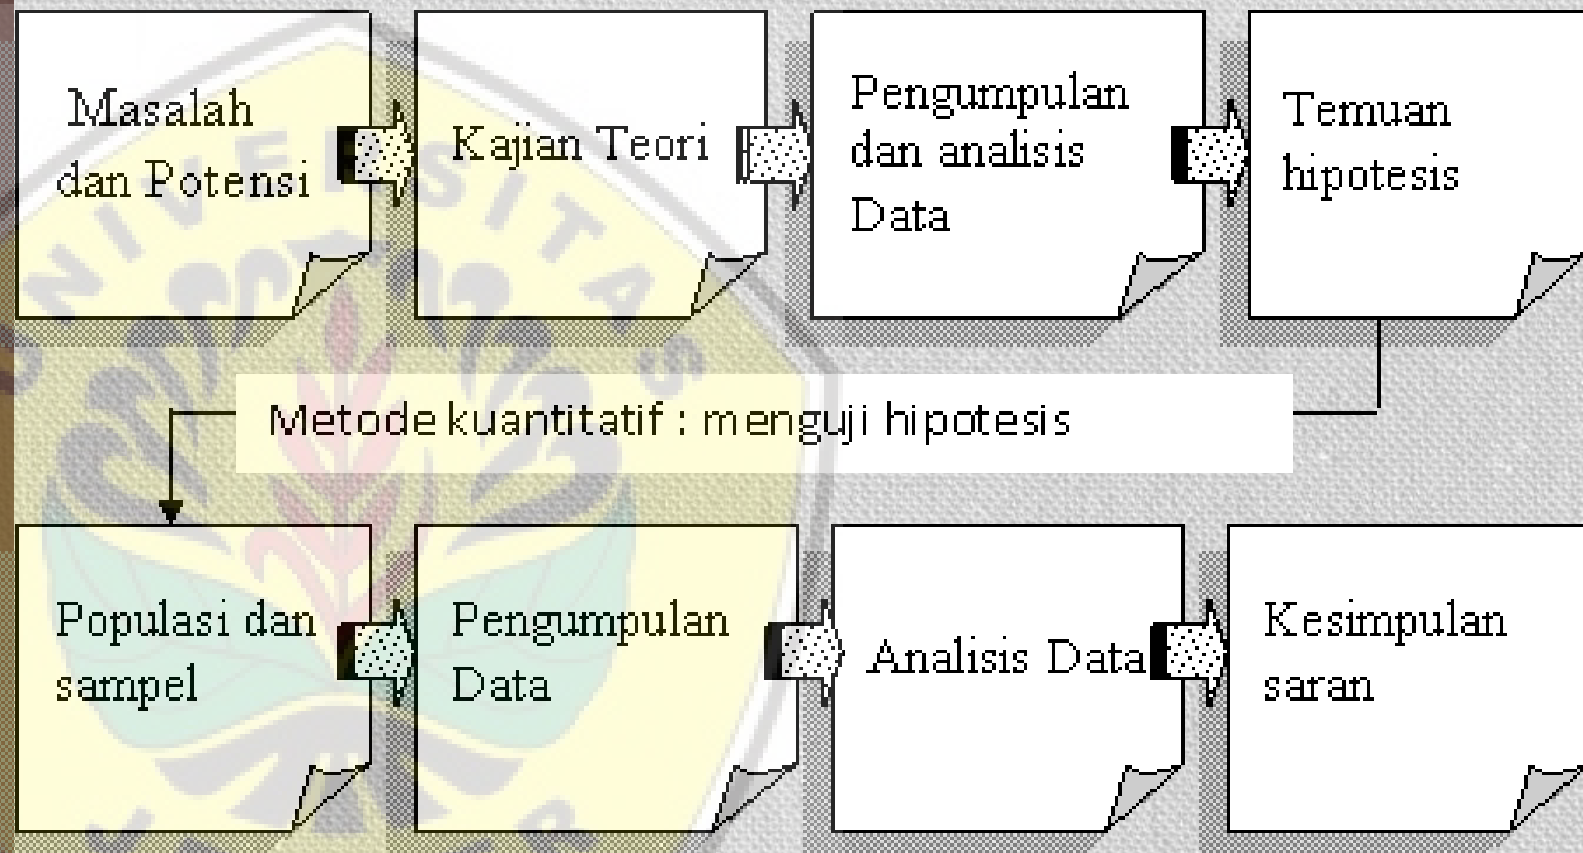 Masalah
dan Potensi
Kajian Teori
Pengumpulan
dan analisis
Data
Temuan
hipotesis
Metode kuantitatif : menguji hipotesis
Populasi dan
sampel
Pengumpulan
Data
Analisis Data
Kesimpulan
saran
UNIVERSITAS